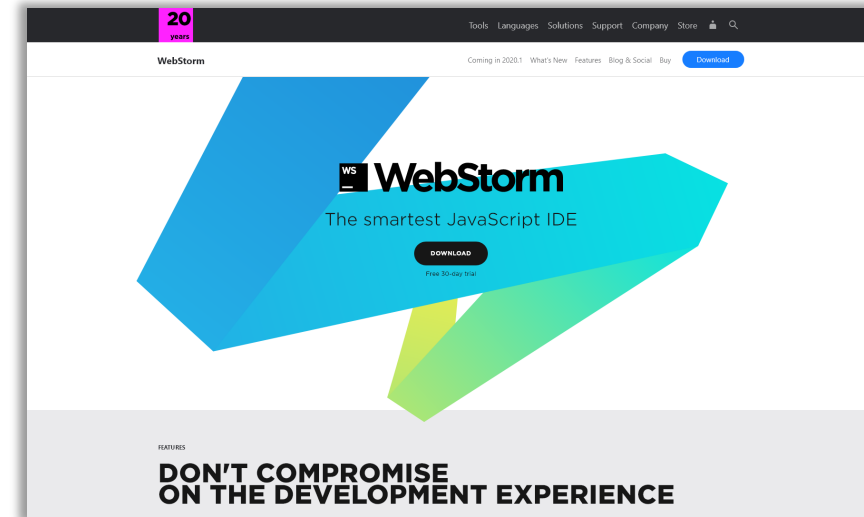 20
years
Tools Languages Solutions Support Company Store
WebStorm
Coming in 2020.1 What's New Features Blog & Social Buy Download
WS
WebStorm
The smartest JavaScript IDE
DOWNLOAD
Free 30-day trial
FEATURES
DON'T COMPROMISE
ON THE DEVELOPMENT EXPERIENCE